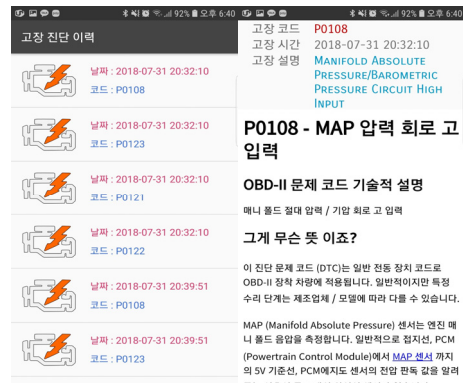 92% 오후 6:40
고장 진단 이력
날짜 : 2018-07-31 20:32:10
코드 : P0108
날짜 : 2018-07-31 20:32:10
코드 : P0123
날짜 : 2018-07-31 20:32:10
코드 : P0121
날짜 : 2018-07-31 20:32:10
코드 : P0122
날짜 : 2018-07-31 20:39:51
코드 : P0108
날짜 : 2018-07-31 20:39:51
코드 : P0123
92% 오후 6:40
고장 코드 P0108
고장 시간 2018-07-31 20:32:10
고장 설명 MANIFOLD ABSOLUTE
PRESSURE/BAROMETRIC
PRESSURE CIRCUIT HIGH
INPUT
P0108 - MAP 압력 회로 고
입력
OBD-II 문제 코드 기술적 설명
매니 폴드 절대 압력 / 기압 회로 고 입력
그게 무슨 뜻 이죠?
이 진단 문제 코드 (DTC)는 일반 전동 장치 코드로
OBD-II 장착 차량에 적용됩니다. 일반적이지만 특정
수리 단계는 제조업체 / 모델에 따라 다를 수 있습니다.
MAP (Manifold Absolute Pressure) 센서는 엔진 매
니 폴드 음압을 측정합니다. 일반적으로 접지선, PCM
(Powertrain Control Module)에서 MAP 센서 까지
의 5V 기준선, PCM에지도 센서의 전압 판독 값을 알려